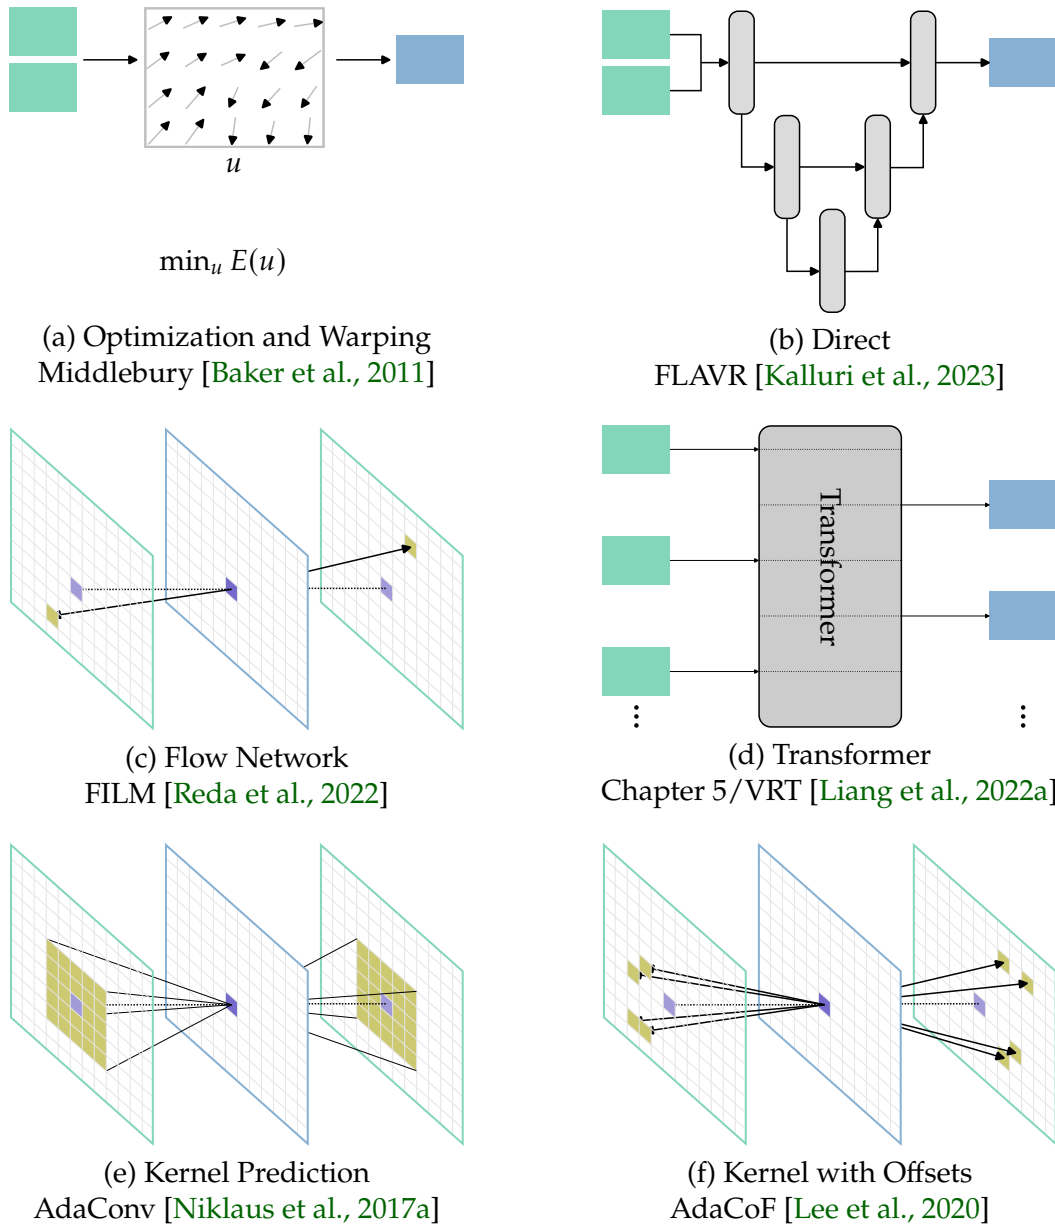 u
min_u E(u)
(a) Optimization and Warping
Middlebury [Baker et al., 2011]
(b) Direct
FLAVR [Kalluri et al., 2023]
(c) Flow Network
FILM [Reda et al., 2022]
Transformer
(d) Transformer
Chapter 5/VRT [Liang et al., 2022a]
(e) Kernel Prediction
AdaConv [Niklaus et al., 2017a]
(f) Kernel with Offsets
AdaCoF [Lee et al., 2020]